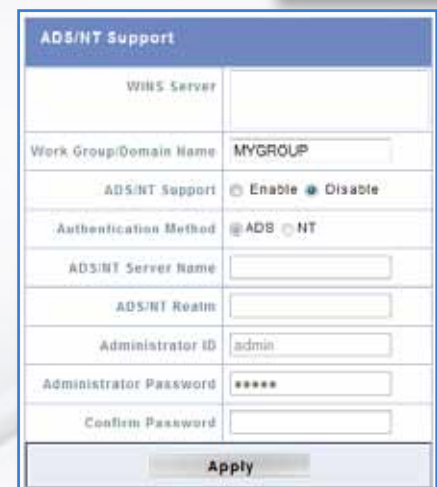 ADS/NT Support
WINS Server
Work Group/Domain Name MYGROUP
ADS/NT Support Enable Disable
Authentication Method ADS NT
ADS/NT Server Name
ADS/NT Realm
Administrator ID admin
Administrator Password *****
Confirm Password
Apply